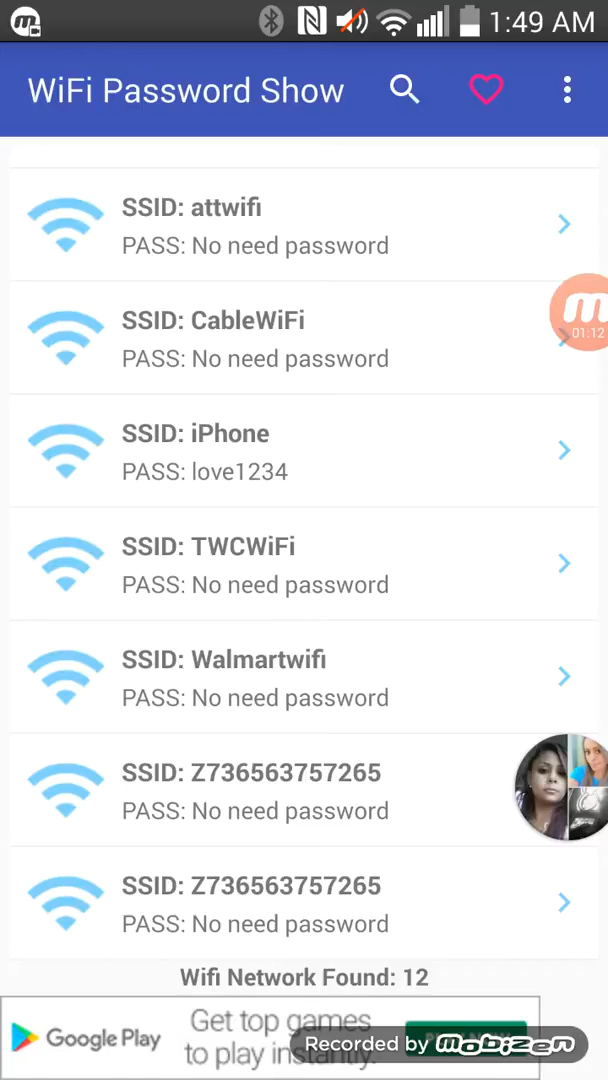 1:49 AM
WiFi Password Show
SSID: attwifi
PASS: No need password
SSID: CableWiFi
PASS: No need password
01:12
SSID: iPhone
PASS: love1234
SSID: TWCWiFi
PASS: No need password
SSID: Walmartwifi
PASS: No need password
SSID: Z736563757265
PASS: No need password
SSID: Z736563757265
PASS: No need password
Wifi Network Found: 12
Google Play
Get top games
to play instantly.
Recorded by mobizen